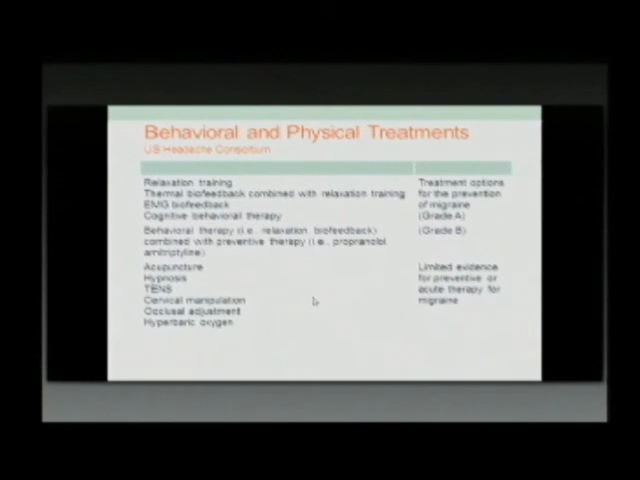 Behavioral and Physical Treatments
US Headache Consortium
Relaxation training
Thermal biofeedback combined with relaxation training
EMG biofeedback
Cognitive behavioral therapy
Treatment options
for the prevention
of migraine
(Grade A)
Behavioral therapy (i.e., relaxation, biofeedback)
combined with preventive therapy (i.e., propranolol,
amitriptyline)
(Grade B)
Acupuncture
Hypnosis
TENS
Cervical manipulation
Occlusal adjustment
Hyperbaric oxygen
Limited evidence
for preventive or
acute therapy for
migraine